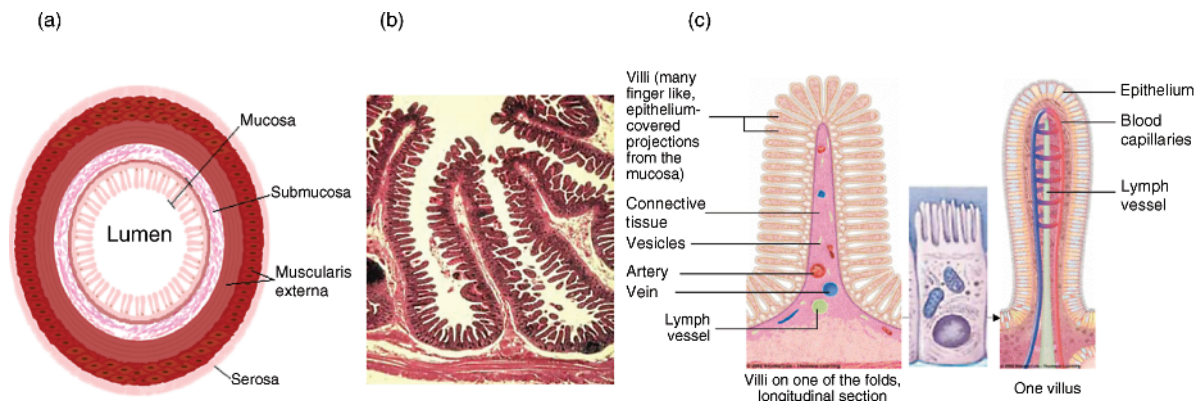 (a)
(b)
(c)
Mucosa
Submucosa
Lumen
Muscularis
externa
Serosa
Villi (many
finger like,
epithelium-
covered
projections
from the
mucosa)
Connective
tissue
Vesicles
Artery
Vein
Lymph
vessel
Villi on one of the folds,
longitudinal section
Epithelium
Blood
capillaries
Lymph
vessel
One villus